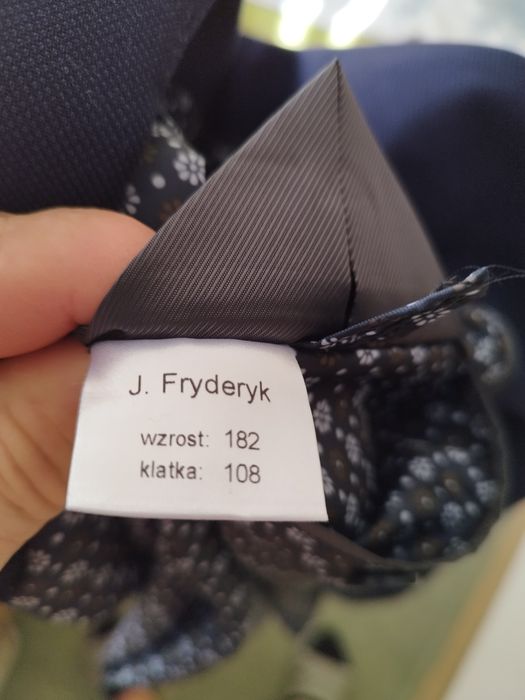 J. Fryderyk
wzrost: 182
klatka: 108